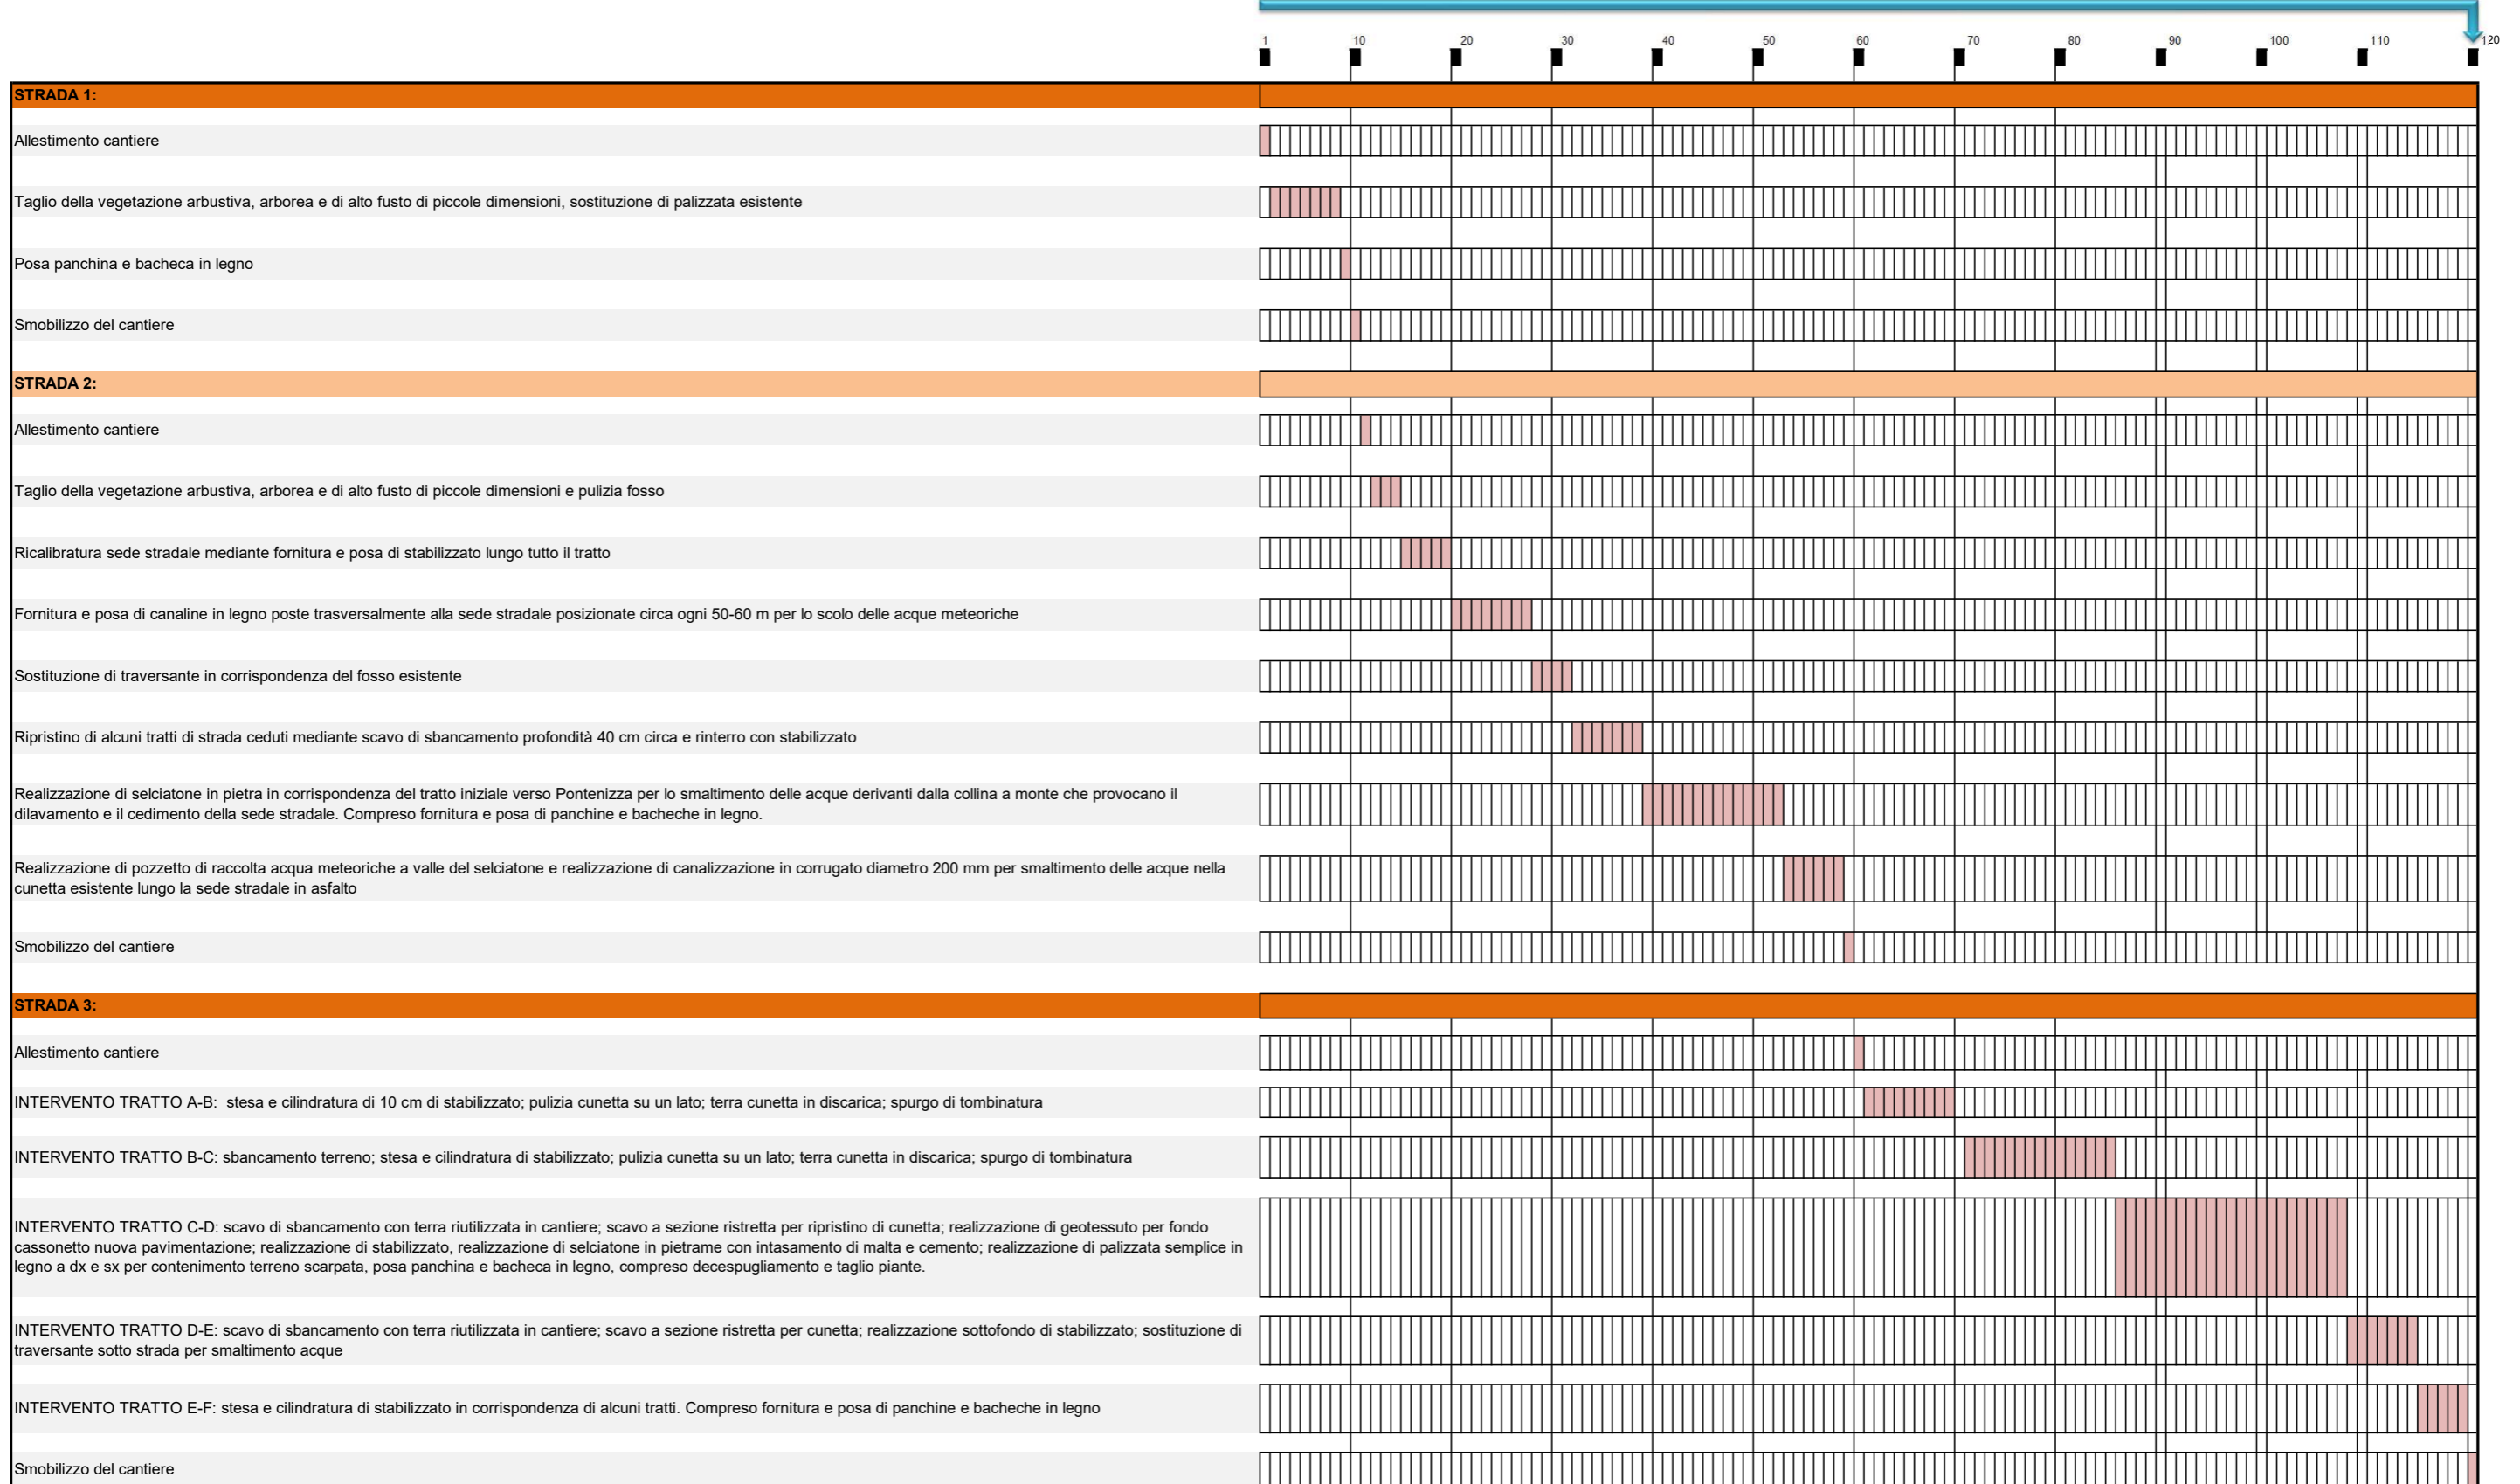 1 10 20 30 40 50 60 70 80 90 100 110 120
STRADA 1:
Allestimento cantiere
Taglio della vegetazione arbustiva, arborea e di alto fusto di piccole dimensioni, sostituzione di palizzata esistente
Posa panchina e bacheca in legno
Smobilizzo del cantiere
STRADA 2:
Allestimento cantiere
Taglio della vegetazione arbustiva, arborea e di alto fusto di piccole dimensioni e pulizia fosso
Ricalibratura sede stradale mediante fornitura e posa di stabilizzato lungo tutto il tratto
Fornitura e posa di canaline in legno poste trasversalmente alla sede stradale posizionate circa ogni 50-60 m per lo scolo delle acque meteoriche
Sostituzione di traversante in corrispondenza del fosso esistente
Ripristino di alcuni tratti di strada ceduti mediante scavo di sbancamento profondità 40 cm circa e rinterro con stabilizzato
Realizzazione di selciatone in pietra in corrispondenza del tratto iniziale verso Pontenizza per lo smaltimento delle acque derivanti dalla collina a monte che provocano il
dilavamento e il cedimento della sede stradale. Compreso fornitura e posa di panchine e bacheche in legno.
Realizzazione di pozzetto di raccolta acqua meteoriche a valle del selciatone e realizzazione di canalizzazione in corrugato diametro 200 mm per smaltimento delle acque nella
cunetta esistente lungo la sede stradale in asfalto
Smobilizzo del cantiere
STRADA 3:
Allestimento cantiere
INTERVENTO TRATTO A-B:  stesa e cilindratura di 10 cm di stabilizzato; pulizia cunetta su un lato; terra cunetta in discarica; spurgo di tombinatura
INTERVENTO TRATTO B-C: sbancamento terreno; stesa e cilindratura di stabilizzato; pulizia cunetta su un lato; terra cunetta in discarica; spurgo di tombinatura
INTERVENTO TRATTO C-D: scavo di sbancamento con terra riutilizzata in cantiere; scavo a sezione ristretta per ripristino di cunetta; realizzazione di geotessuto per fondo
cassonetto nuova pavimentazione; realizzazione di stabilizzato, realizzazione di selciatone in pietrame con intasamento di malta e cemento; realizzazione di palizzata semplice in
legno a dx e sx per contenimento terreno scarpata, posa panchina e bacheca in legno, compreso decespugliamento e taglio piante.
INTERVENTO TRATTO D-E: scavo di sbancamento con terra riutilizzata in cantiere; scavo a sezione ristretta per cunetta; realizzazione sottofondo di stabilizzato; sostituzione di
traversante sotto strada per smaltimento acque
INTERVENTO TRATTO E-F: stesa e cilindratura di stabilizzato in corrispondenza di alcuni tratti. Compreso fornitura e posa di panchine e bacheche in legno
Smobilizzo del cantiere